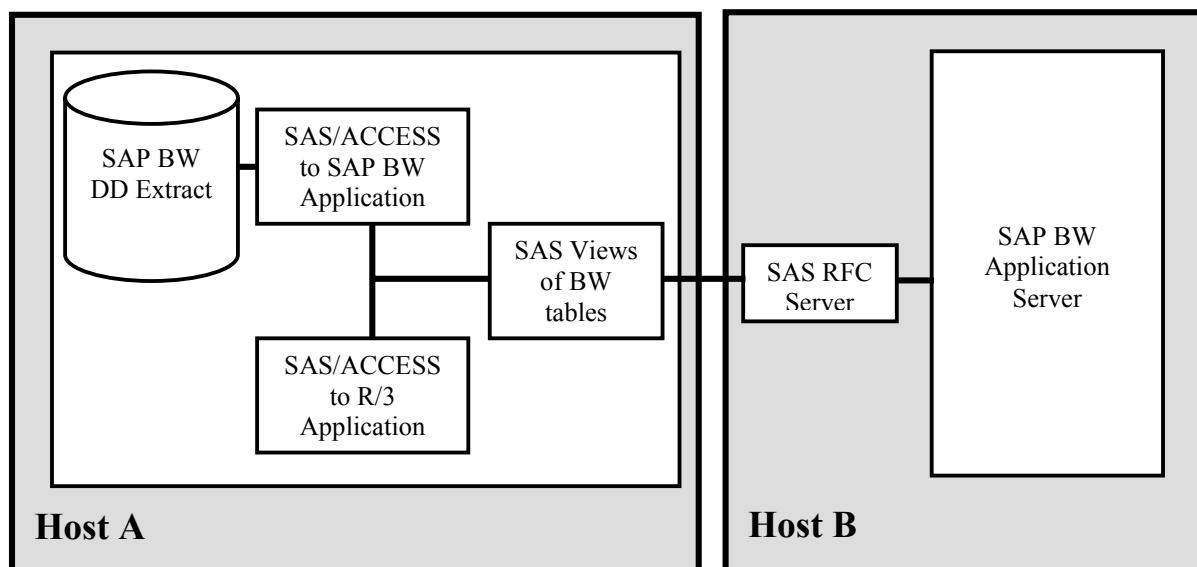 SAP BW
DD Extract
SAS/ACCESS
to SAP BW
Application
SAS Views
of BW
tables
SAS/ACCESS
to R/3
Application
Host A
SAS RFC
Server
SAP BW
Application
Server
Host B